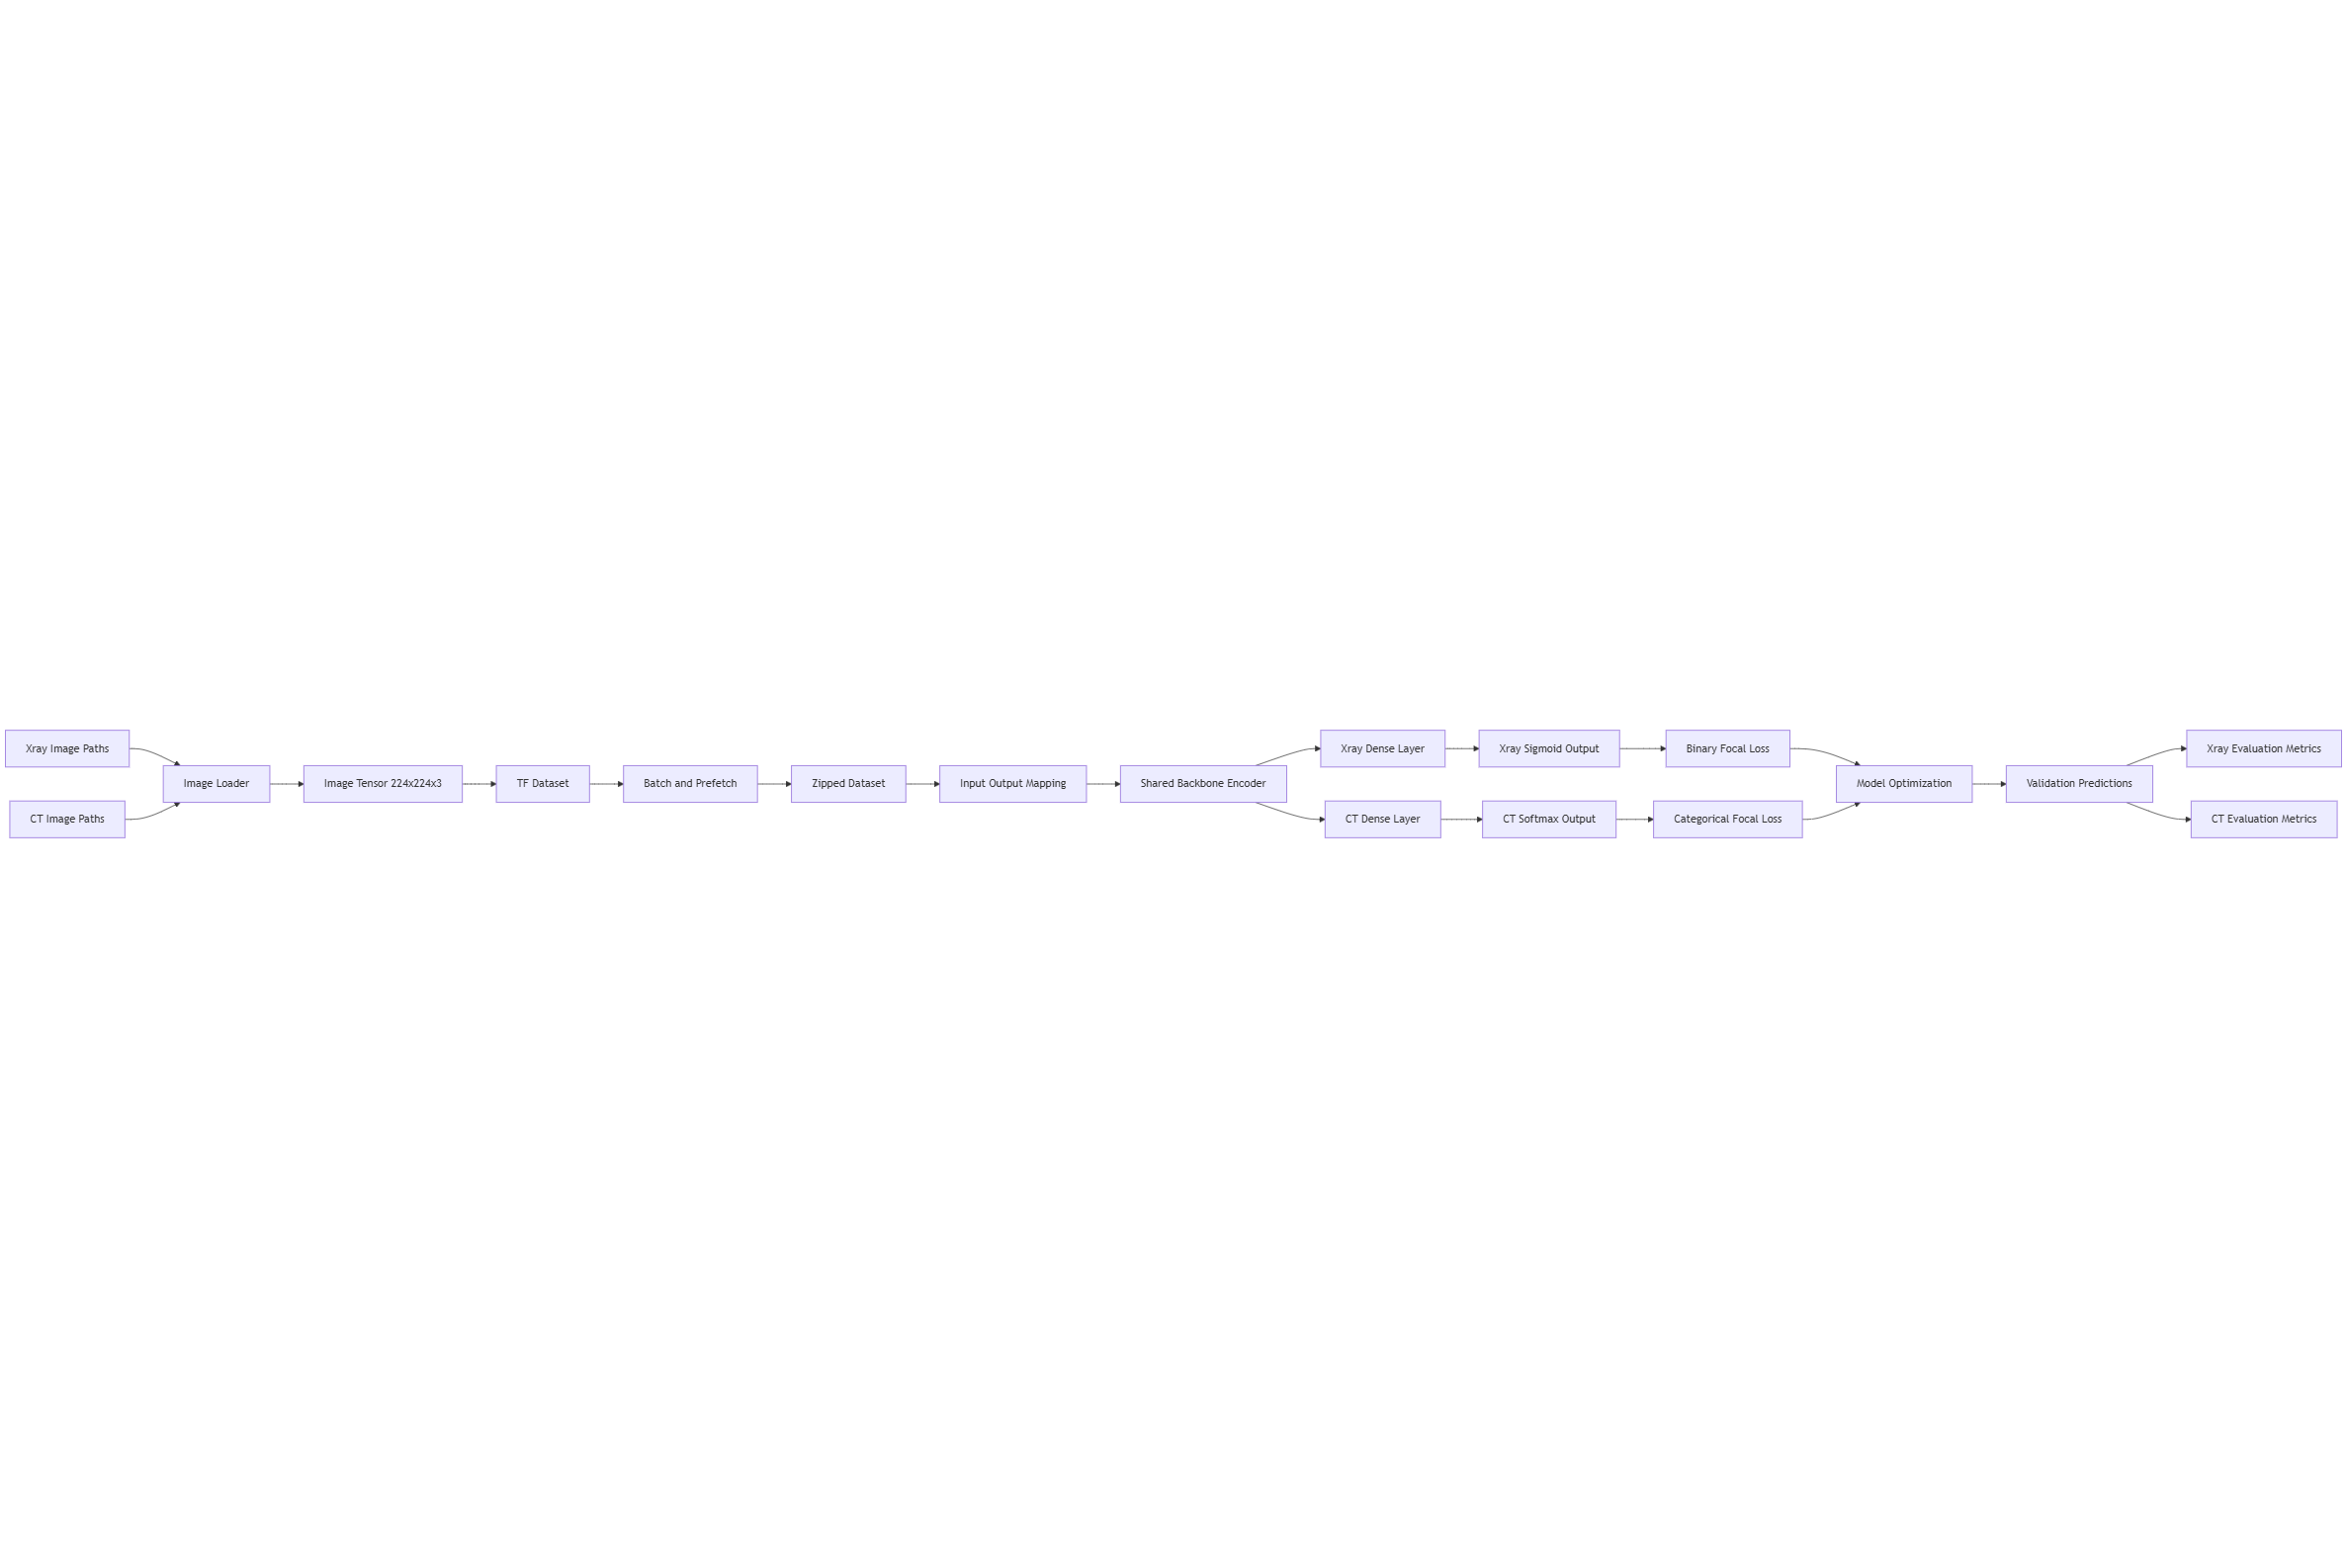 Xray Image Paths
CT Image Paths
Image Loader
Image Tensor 224x224x3
TF Dataset
Batch and Prefetch
Zipped Dataset
Input Output Mapping
Shared Backbone Encoder
Xray Dense Layer
Xray Sigmoid Output
Binary Focal Loss
CT Dense Layer
CT Softmax Output
Categorical Focal Loss
Model Optimization
Validation Predictions
Xray Evaluation Metrics
CT Evaluation Metrics